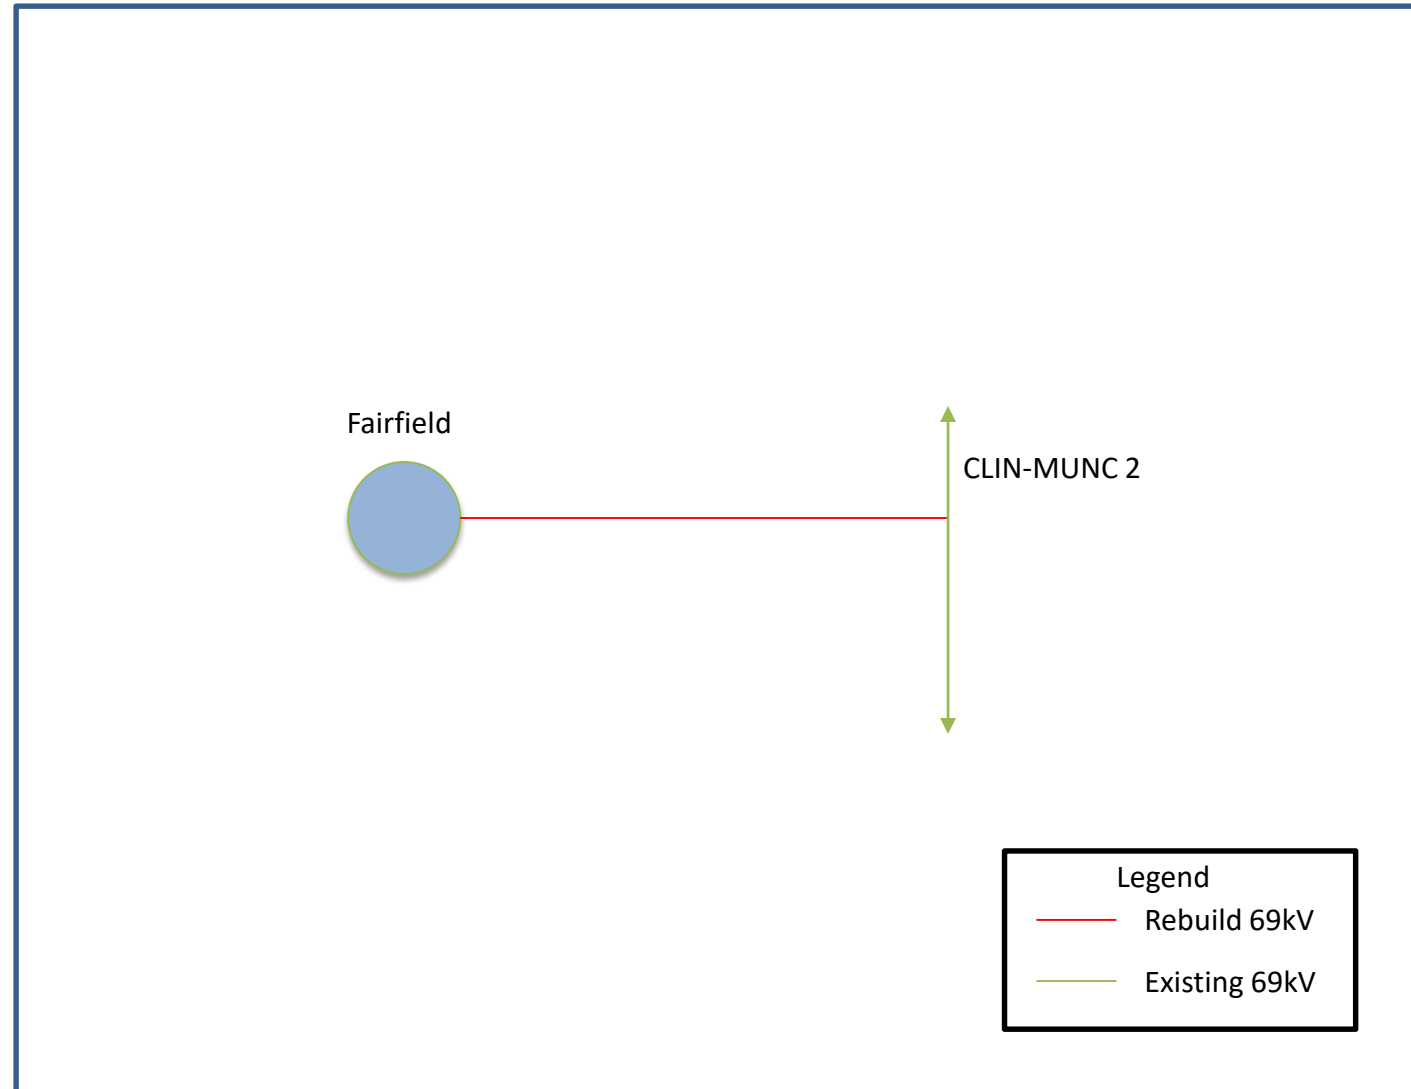 Fairfield
CLIN-MUNC 2
Legend
Rebuild 69kV
Existing 69kV